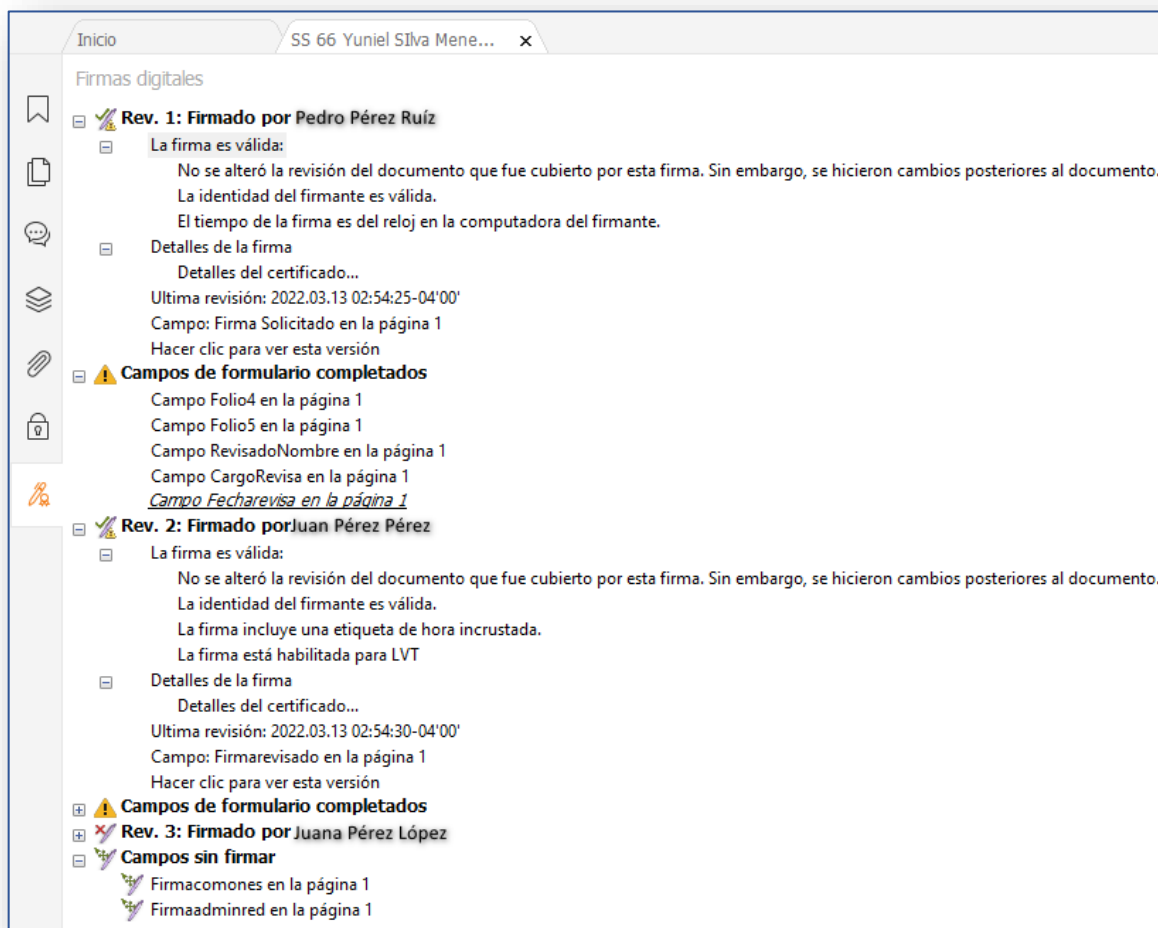 Inicio
SS 66 Yuniel SIlva Mene...
Firmas digitales
Rev. 1: Firmado por Pedro Pérez Ruíz
La firma es válida:
No se alteró la revisión del documento que fue cubierto por esta firma. Sin embargo, se hicieron cambios posteriores al documento.
La identidad del firmante es válida.
El tiempo de la firma es del reloj en la computadora del firmante.
Detalles de la firma
Detalles del certificado...
Ultima revisión: 2022.03.13 02:54:25-04'00'
Campo: Firma Solicitado en la página 1
Hacer clic para ver esta versión
Campos de formulario completados
Campo Folio4 en la página 1
Campo Folio5 en la página 1
Campo RevisadoNombre en la página 1
Campo CargoRevisa en la página 1
Campo Fecharevisa en la página 1
Rev. 2: Firmado porJuan Pérez Pérez
La firma es válida:
No se alteró la revisión del documento que fue cubierto por esta firma. Sin embargo, se hicieron cambios posteriores al documento.
La identidad del firmante es válida.
La firma incluye una etiqueta de hora incrustada.
La firma está habilitada para LVT
Detalles de la firma
Detalles del certificado...
Ultima revisión: 2022.03.13 02:54:30-04'00'
Campo: Firmarevisado en la página 1
Hacer clic para ver esta versión
Campos de formulario completados
Rev. 3: Firmado por Juana Pérez López
Campos sin firmar
Firmacomones en la página 1
Firmaadminred en la página 1